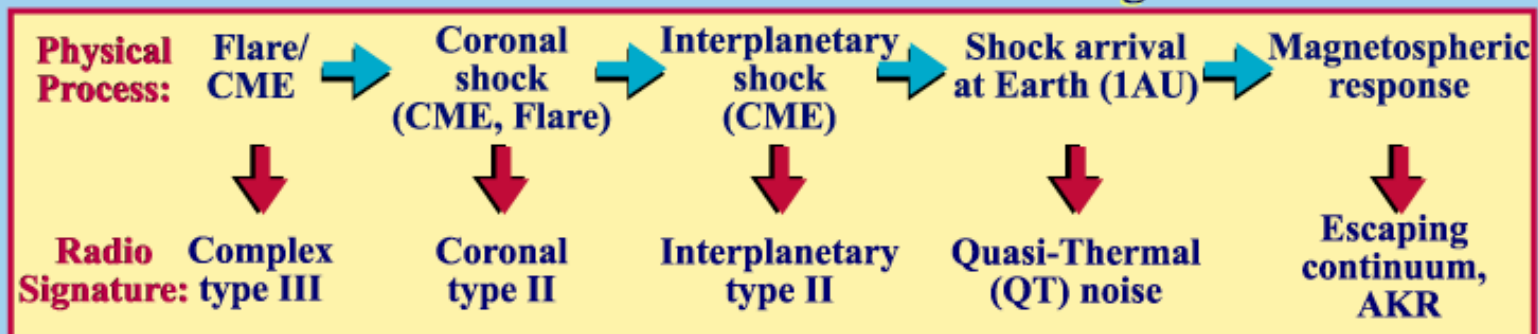 Physical Process:
Flare/
CME
Coronal
shock
(CME, Flare)
Interplanetary
shock
(CME)
Shock arrival
at Earth (1AU)
Magnetospheric
response
Radio
Signature:
Complex
type III
Coronal
type II
Interplanetary
type II
Quasi-Thermal
(QT) noise
Escaping
continuum,
AKR